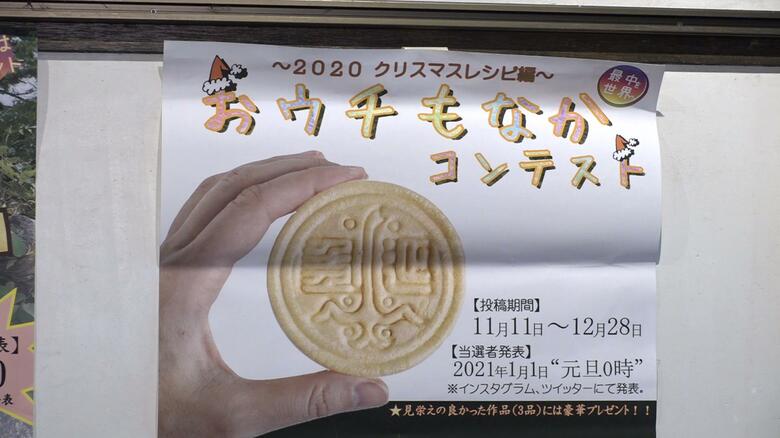 ～2020 クリスマスレシピ編～
最中を
世界へ
おウチもなか
コンテスト
【投稿期間】
11月11日～12月28日
【当選者発表】
2021年1月1日“元旦0時”
※インスタグラム、ツイッターにて発表。
★見栄えの良かった作品(3品)には豪華プレゼント！！
表】
表